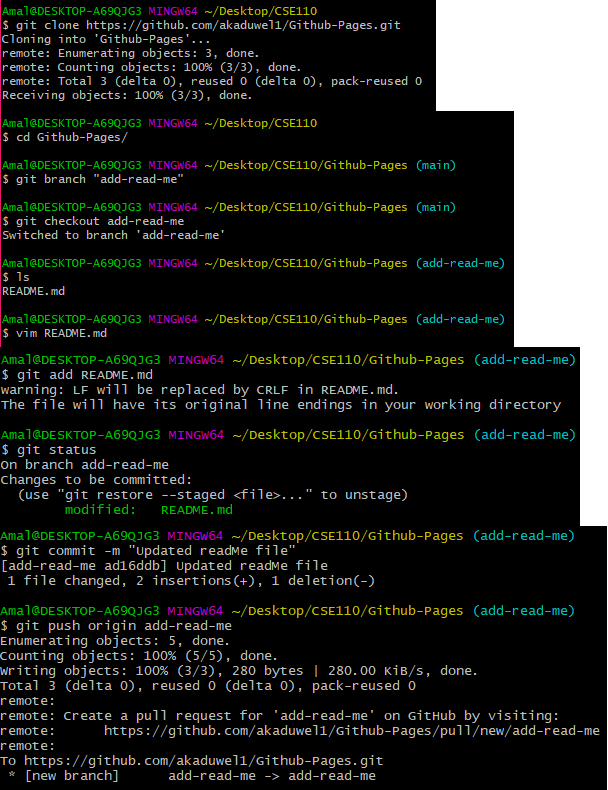 Amal@DESKTOP-A69QJG3 MINGW64 ~/Desktop/CSE110
$ git clone https://github.com/akaduwel1/Github-Pages.git
Cloning into 'Github-Pages'...
remote: Enumerating objects: 3, done.
remote: Counting objects: 100% (3/3), done.
remote: Total 3 (delta 0), reused 0 (delta 0), pack-reused 0
Receiving objects: 100% (3/3), done.
Amal@DESKTOP-A69QJG3 MINGW64 ~/Desktop/CSE110
$ cd Github-Pages/
Amal@DESKTOP-A69QJG3 MINGW64 ~/Desktop/CSE110/Github-Pages (main)
$ git branch "add-read-me"
Amal@DESKTOP-A69QJG3 MINGW64 ~/Desktop/CSE110/Github-Pages (main)
$ git checkout add-read-me
Switched to branch 'add-read-me'
Amal@DESKTOP-A69QJG3 MINGW64 ~/Desktop/CSE110/Github-Pages (add-read-me)
$ ls
README.md
Amal@DESKTOP-A69QJG3 MINGW64 ~/Desktop/CSE110/Github-Pages (add-read-me)
$ vim README.md
Amal@DESKTOP-A69QJG3 MINGW64 ~/Desktop/CSE110/Github-Pages (add-read-me)
$ git add README.md
warning: LF will be replaced by CRLF in README.md.
The file will have its original line endings in your working directory
Amal@DESKTOP-A69QJG3 MINGW64 ~/Desktop/CSE110/Github-Pages (add-read-me)
$ git status
On branch add-read-me
Changes to be committed:
  (use "git restore --staged <file>..." to unstage)
        modified:   README.md
Amal@DESKTOP-A69QJG3 MINGW64 ~/Desktop/CSE110/Github-Pages (add-read-me)
$ git commit -m "Updated readMe file"
[add-read-me ad16ddb] Updated readMe file
 1 file changed, 2 insertions(+), 1 deletion(-)
Amal@DESKTOP-A69QJG3 MINGW64 ~/Desktop/CSE110/Github-Pages (add-read-me)
$ git push origin add-read-me
Enumerating objects: 5, done.
Counting objects: 100% (5/5), done.
Writing objects: 100% (3/3), 280 bytes | 280.00 KiB/s, done.
Total 3 (delta 0), reused 0 (delta 0), pack-reused 0
remote:
remote: Create a pull request for 'add-read-me' on GitHub by visiting:
remote:      https://github.com/akaduwel1/Github-Pages/pull/new/add-read-me
remote:
To https://github.com/akaduwel1/Github-Pages.git
 * [new branch]      add-read-me -> add-read-me